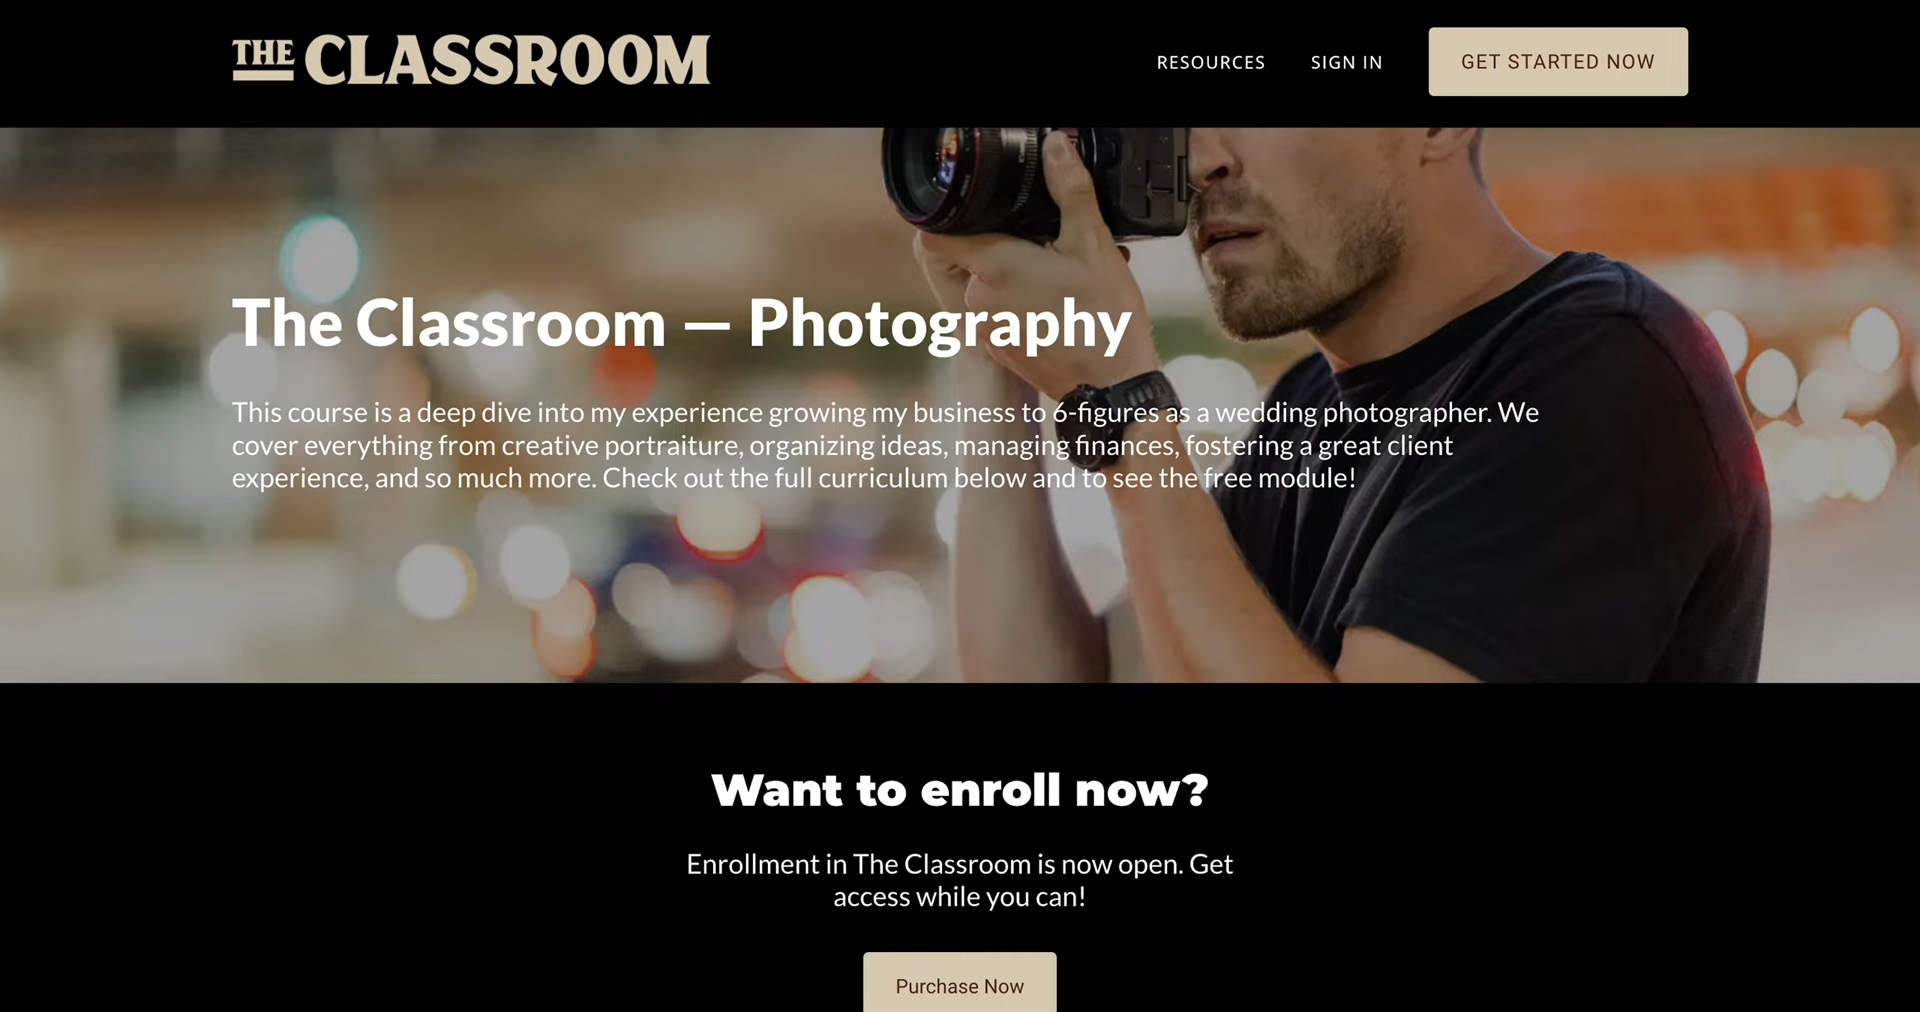 THE CLASSROOM
RESOURCES
SIGN IN
GET STARTED NOW
The Classroom — Photography
This course is a deep dive into my experience growing my business to 6-figures as a wedding photographer. We
cover everything from creative portraiture, organizing ideas, managing finances, fostering a great client
experience, and so much more. Check out the full curriculum below and to see the free module!
Want to enroll now?
Enrollment in The Classroom is now open. Get
access while you can!
Purchase Now